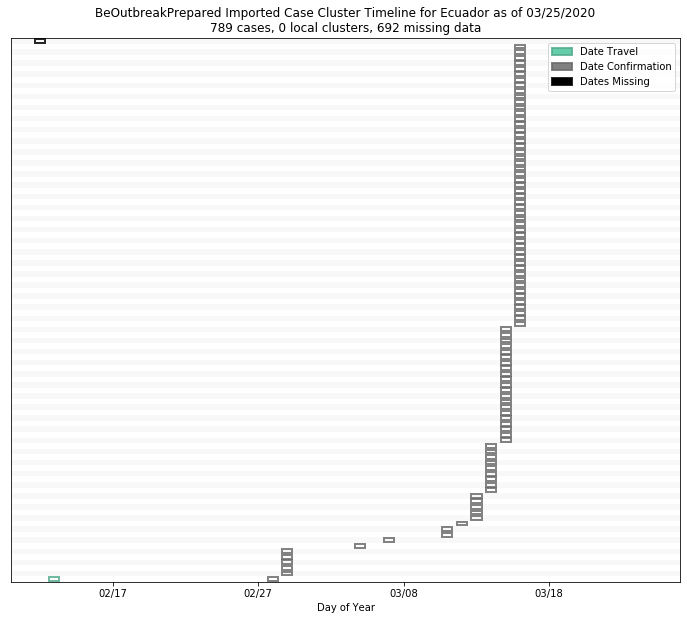 BeOutbreakPrepared Imported Case Cluster Timeline for Ecuador as of 03/25/2020
789 cases, 0 local clusters, 692 missing data
Date Travel
Date Confirmation
Dates Missing
02/17
02/27
03/08
03/18
Day of Year